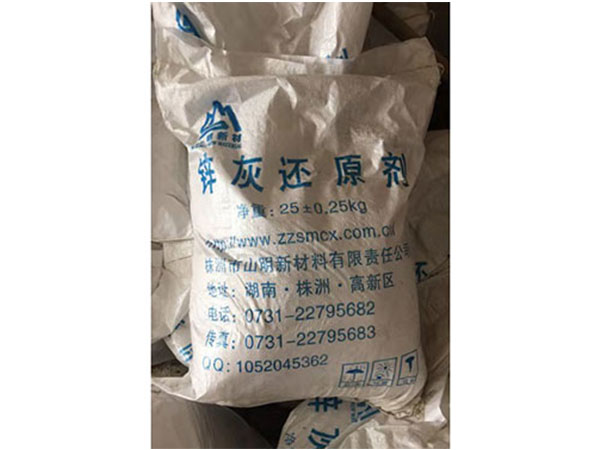 锌灰还原剂
净重:25±0.25kg
http://www.zzsmcx.com.cn
株洲市山明新材料有限责任公司
地址:湖南·株洲·高新区
电话:0731-22795682
传真:0731-22795683
QQ:1052045362